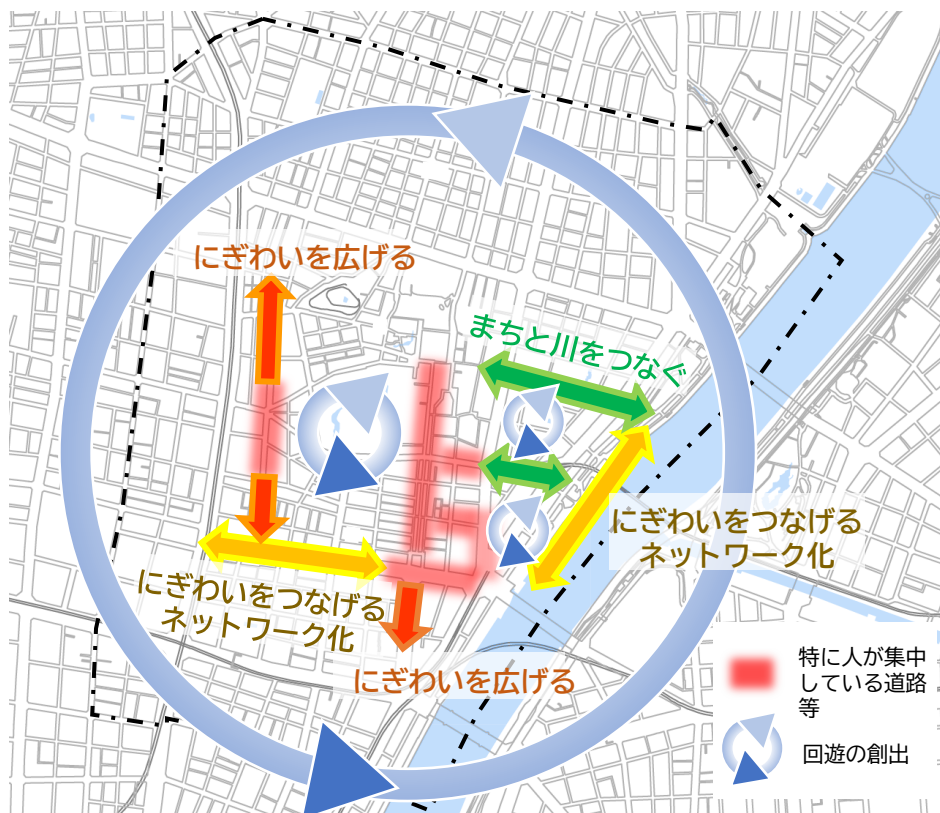 にぎわいを広げる
まちと川をつなぐ
にぎわいをつなげる
ネットワーク化
にぎわいをつなげる
ネットワーク化
にぎわいを広げる
特に人が集中
している道路
等
回遊の創出